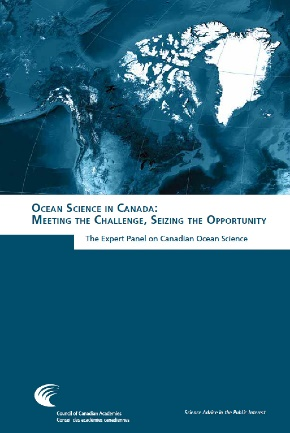 OCEAN SCIENCE IN CANADA:
MEETING THE CHALLENGE, SEIZING THE OPPORTUNITY
The Expert Panel on Canadian Ocean Science
Council of Canadian Academies
Conseil des académies canadiennes
Science Advice in the Public Interest